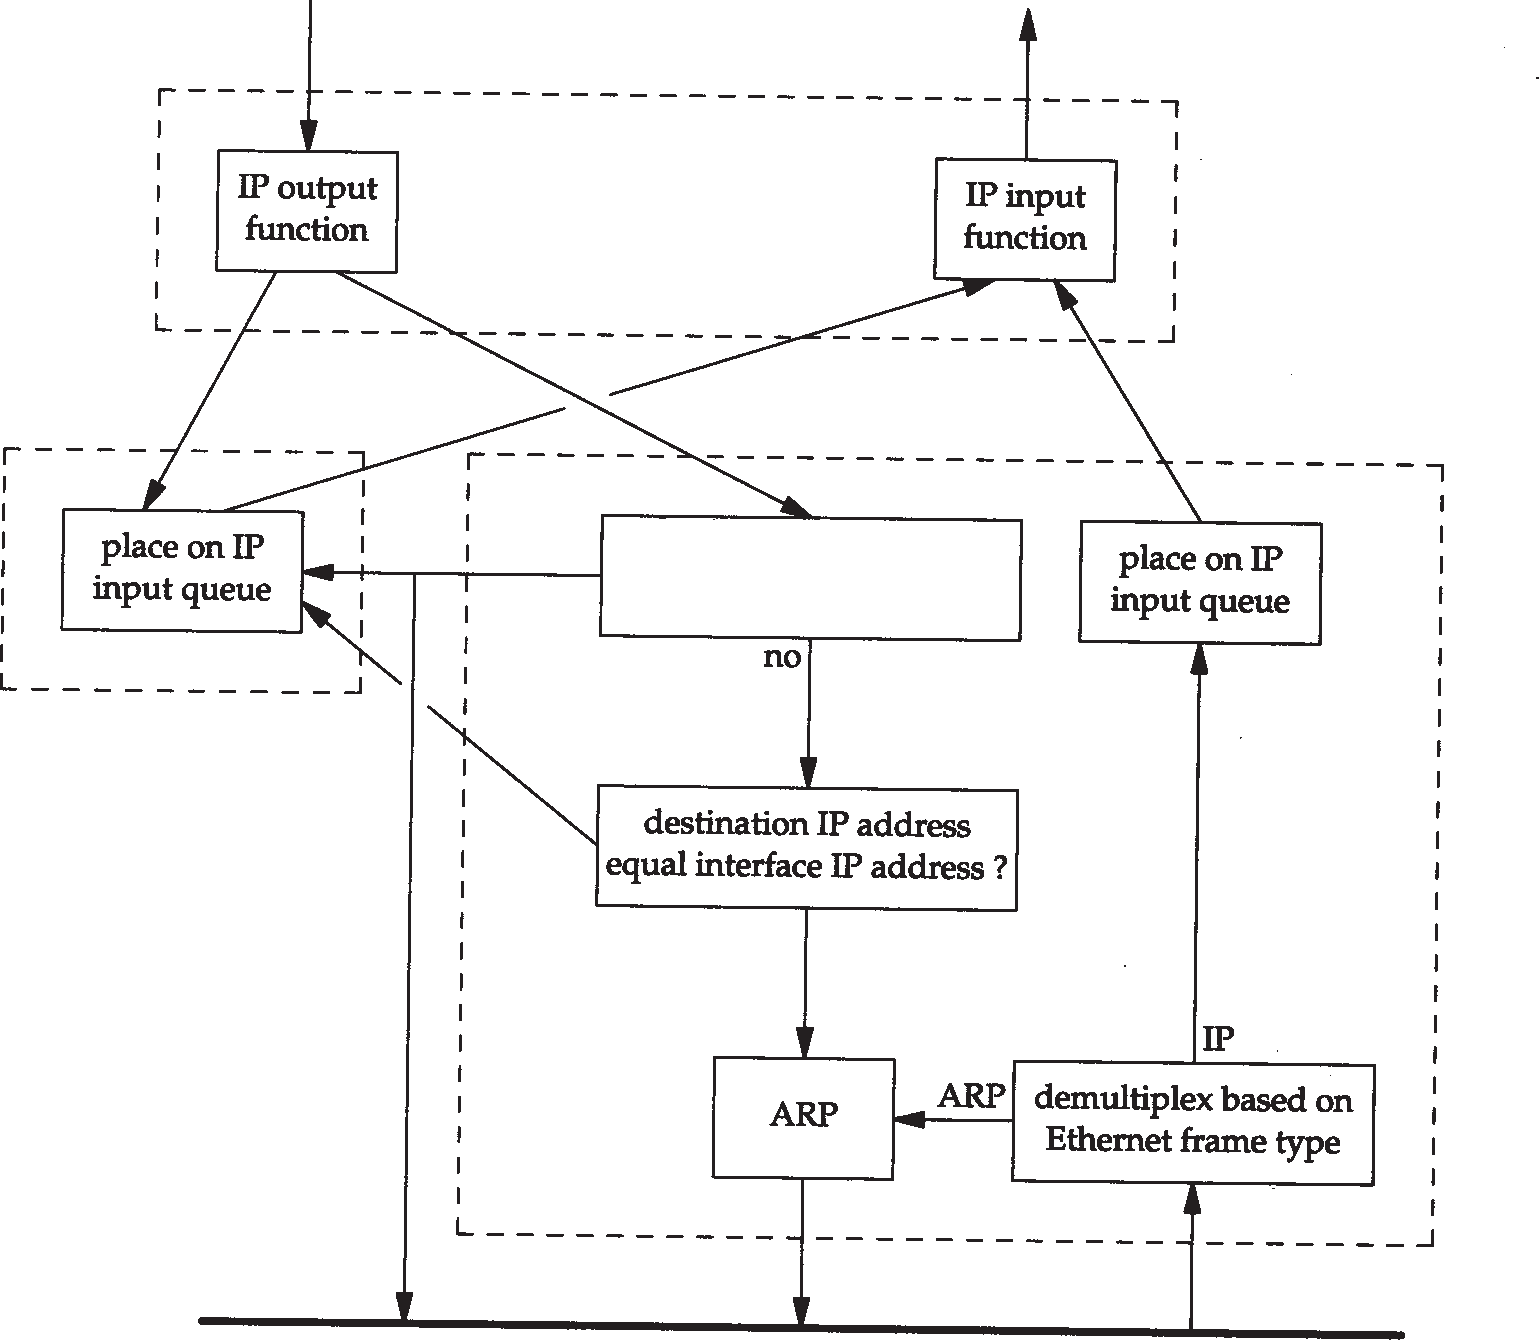 IP output
function
IP input
function
place on IP
input queue
place on IP
input queue
no
destination IP address
equal interface IP address ?
IP
ARP
ARP
demultiplex based on
Ethernet frame type